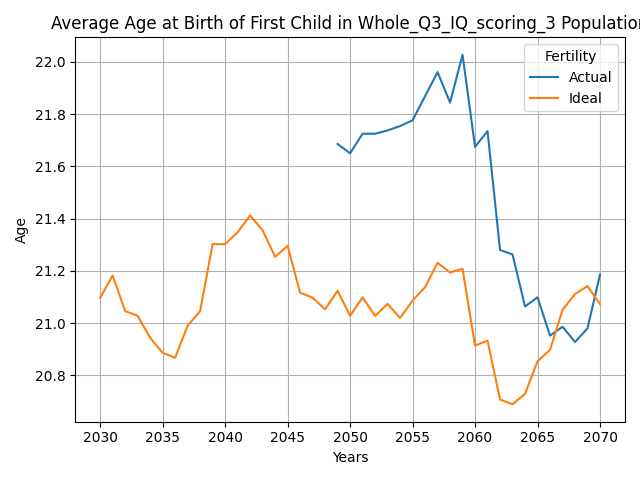 Average Age at Birth of First Child in Whole_Q3_IQ_scoring_3 Population
Fertility
Actual
Ideal
22.0
21.8
21.6
21.4
21.2
21.0
20.8
Age
2030 2035 2040 2045 2050 2055 2060 2065 2070
Years